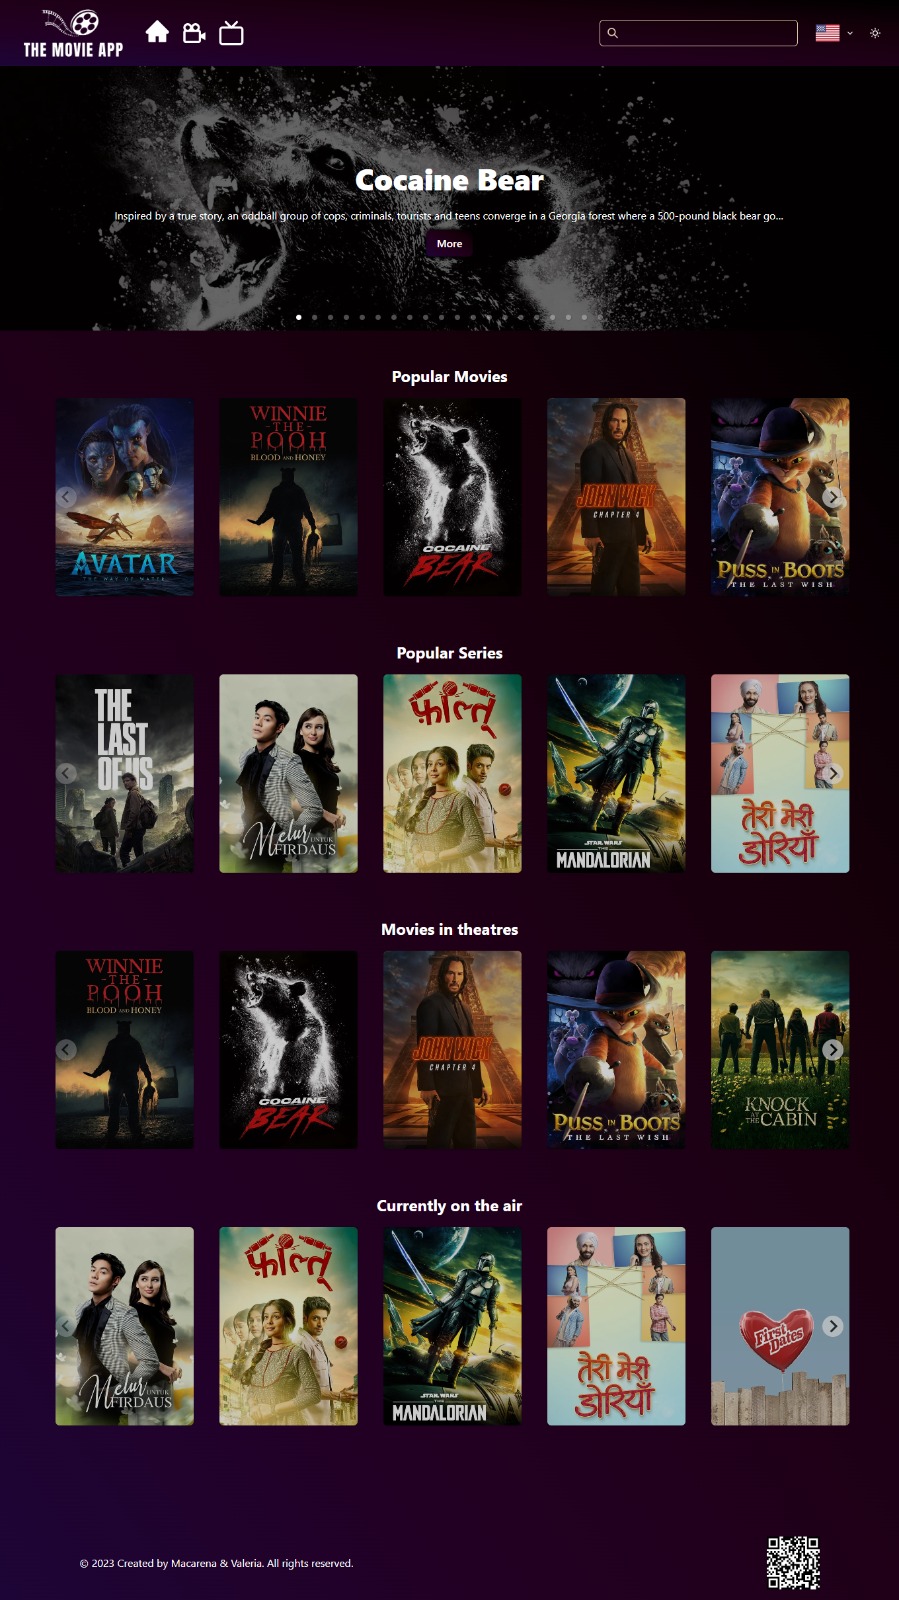 THE MOVIE APP
Cocaine Bear
Inspired by a true story, an oddball group of cops, criminals, tourists and teens converge in a Georgia forest where a 500-pound black bear go...
More
Popular Movies
AVATAR
THE WAY OF WATER
WINNIE
-THE-
POOH
BLOOD AND HONEY
COCAINE
BEAR
JOHN WICK
CHAPTER 4
PUSS IN BOOTS
THE LAST WISH
Popular Series
THE
LAST
OF US
Melur UNTUK
FIRDAUS
फ़ालतू
STAR WARS
THE
MANDALORIAN
तेरी मेरी
डोरियाँ
Movies in theatres
WINNIE
-THE-
POOH
BLOOD AND HONEY
COCAINE
BEAR
JOHN WICK
CHAPTER 4
PUSS IN BOOTS
THE LAST WISH
KNOCK
AT THE CABIN
Currently on the air
Melur UNTUK
FIRDAUS
फ़ालतू
STAR WARS
THE
MANDALORIAN
तेरी मेरी
डोरियाँ
First
Dates
© 2023 Created by Macarena & Valeria. All rights reserved.